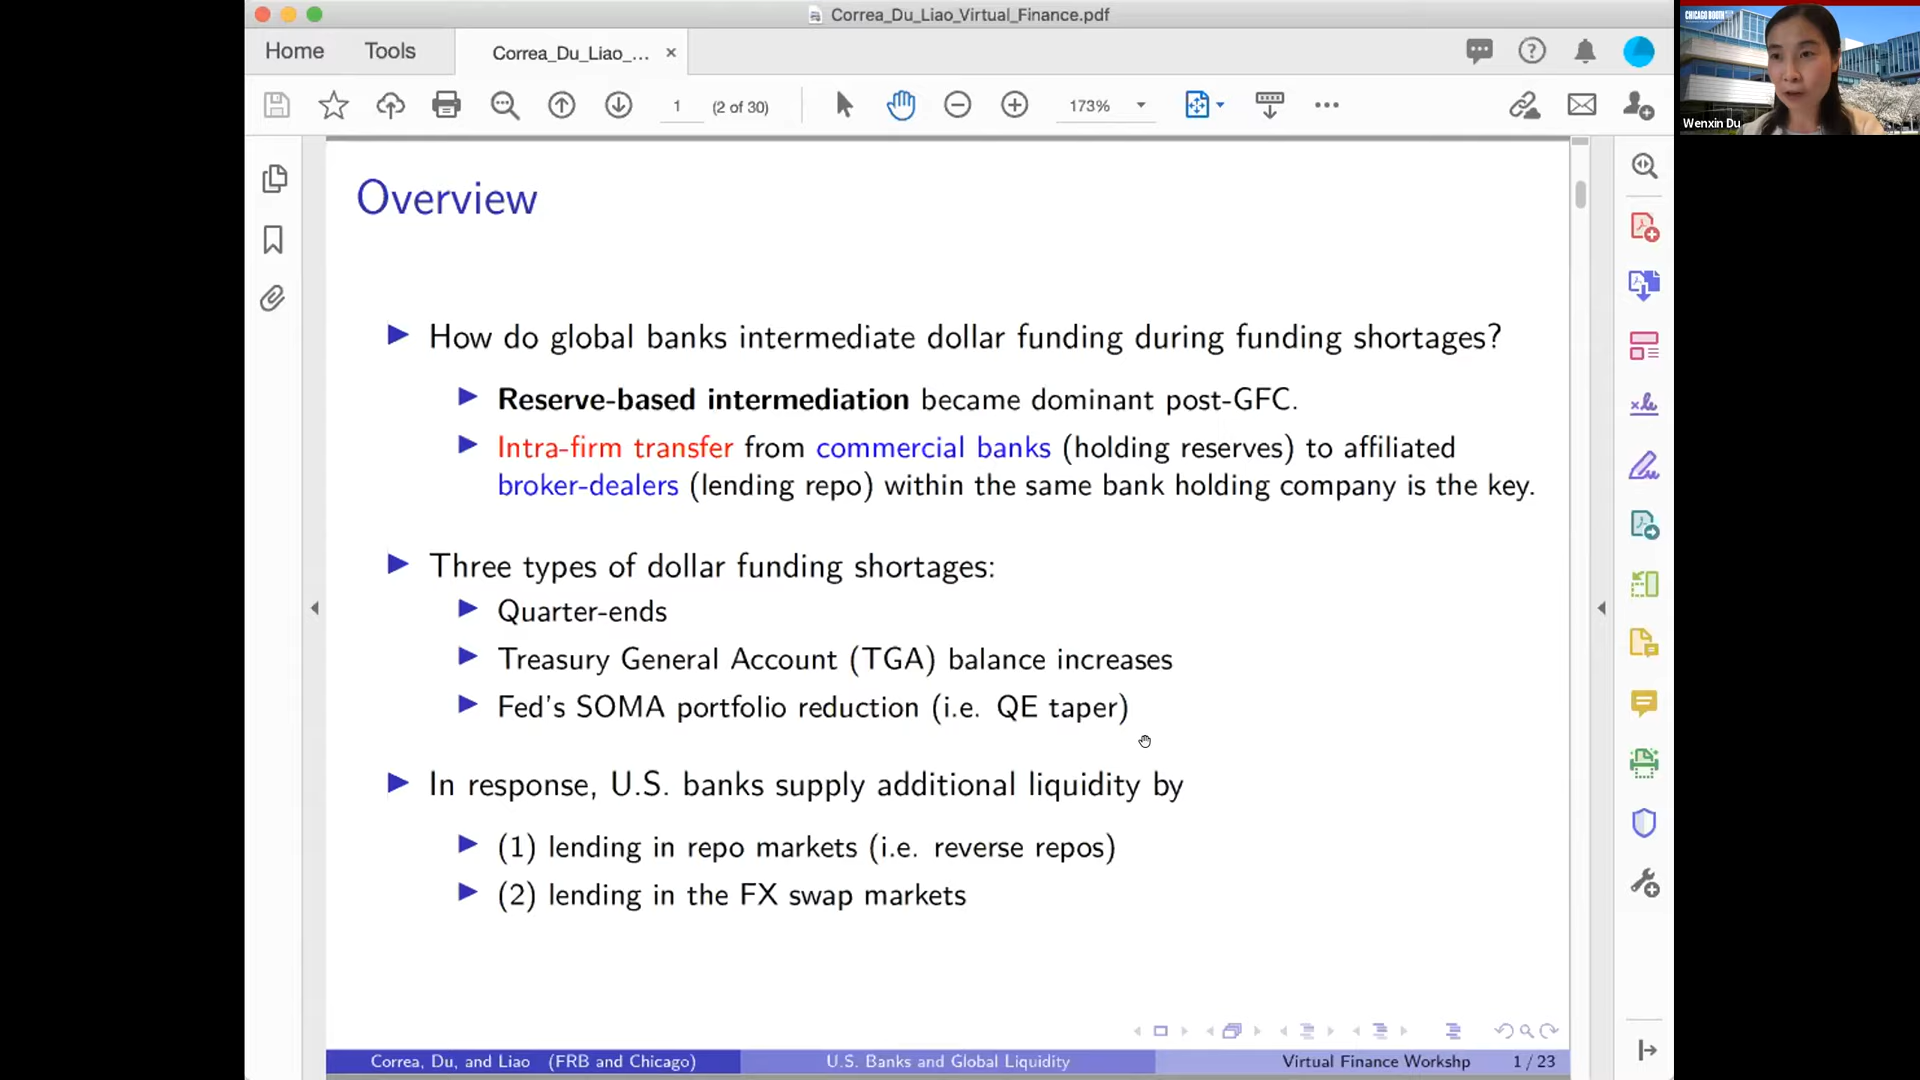 Correa_Du_Liao_Virtual_Finance.pdf
Home Tools Correa_Du_Liao_... ×
1 (2 of 30) 173%
CHICAGO BOOTH
Wenxin Du
Overview
How do global banks intermediate dollar funding during funding shortages?
Reserve-based intermediation became dominant post-GFC.
Intra-firm transfer from commercial banks (holding reserves) to affiliated
broker-dealers (lending repo) within the same bank holding company is the key.
Three types of dollar funding shortages:
Quarter-ends
Treasury General Account (TGA) balance increases
Fed's SOMA portfolio reduction (i.e. QE taper)
In response, U.S. banks supply additional liquidity by
(1) lending in repo markets (i.e. reverse repos)
(2) lending in the FX swap markets
Correa, Du, and Liao (FRB and Chicago) U.S. Banks and Global Liquidity Virtual Finance Workshp 1 / 23